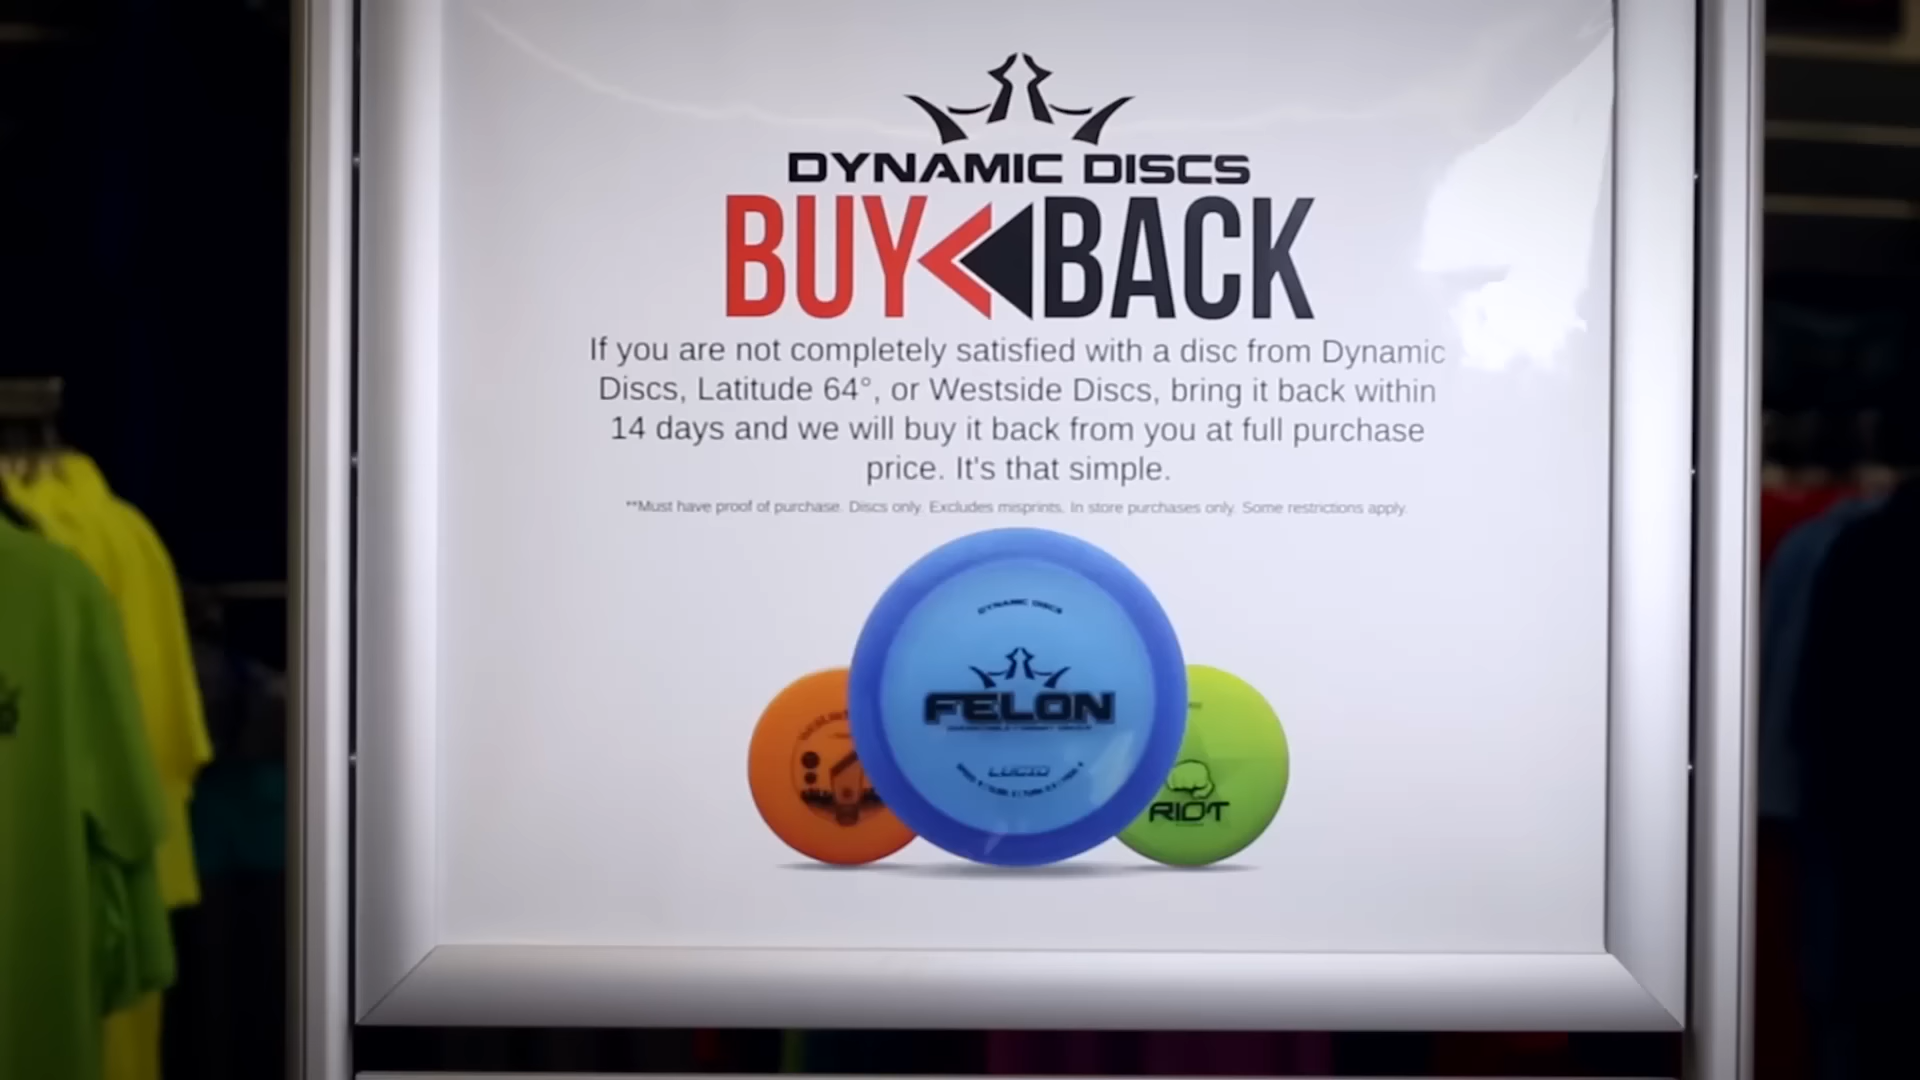 DYNAMIC DISCS
BUY BACK
If you are not completely satisfied with a disc from Dynamic
Discs, Latitude 64°, or Westside Discs, bring it back within
14 days and we will buy it back from you at full purchase
price. It's that simple.
**Must have proof of purchase. Discs only. Excludes misprints. In store purchases only. Some restrictions apply.
DYNAMIC DISCS
FELON
LUCID
RIOT